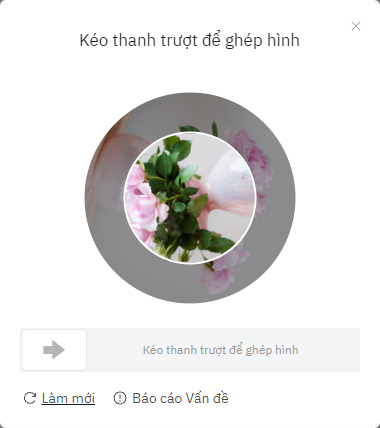 Kéo thanh trượt để ghép hình
Kéo thanh trượt để ghép hình
Làm mới
Báo cáo Vấn đề